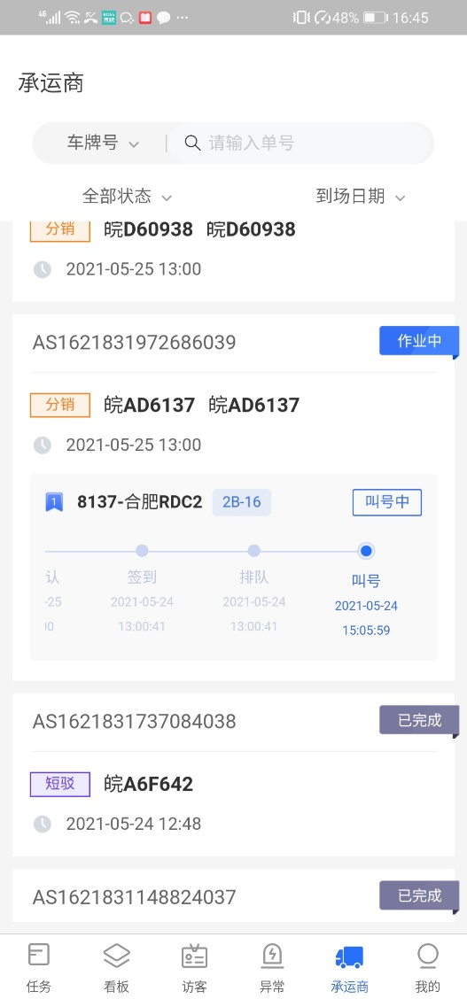 4G 48% 16:45
承运商
车牌号 请输入单号
全部状态 到场日期
分销 皖D60938 皖D60938
2021-05-25 13:00
AS1621831972686039 作业中
分销 皖AD6137 皖AD6137
2021-05-25 13:00
1 8137-合肥RDC2 2B-16 叫号中
认 签到 排队 叫号
-25 2021-05-24 2021-05-24 2021-05-24
13:00:41 13:00:41 15:05:59
AS1621831737084038 已完成
短驳 皖A6F642
2021-05-24 12:48
AS1621831148824037 已完成
任务 看板 访客 异常 承运商 我的